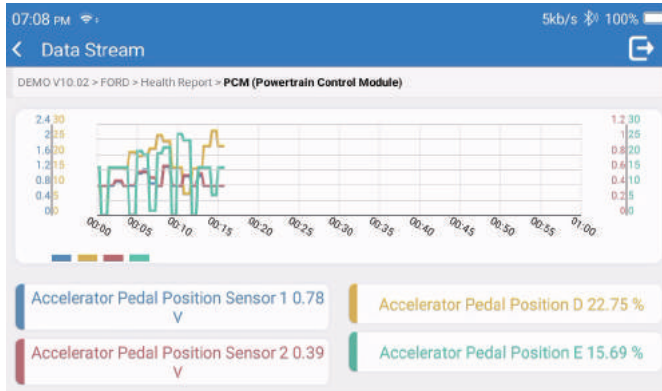 07:08 PM 5kb/s 100%
Data Stream
DEMO V10.02 > FORD > Health Report > PCM (Powertrain Control Module)
2.4 30 1.2 30
2 25 1 25
1.6 20 0.8 20
1.2 15 0.6 15
0.8 10 0.4 10
0.4 5 0.2 5
0 0 0 0
00:00 00:05 00:10 00:15 00:20 00:25 00:30 00:35 00:40 00:45 00:50 00:55 01:00
Accelerator Pedal Position Sensor 1 0.78
V
Accelerator Pedal Position D 22.75 %
Accelerator Pedal Position Sensor 2 0.39
V
Accelerator Pedal Position E 15.69 %